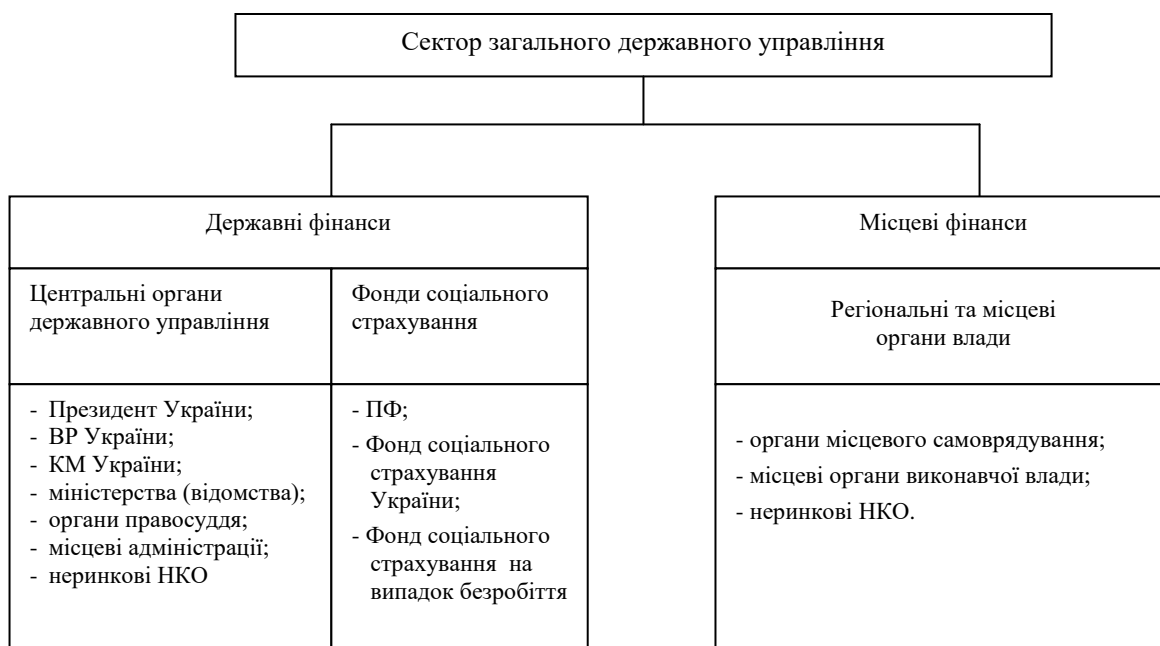 Сектор загального державного управління
Державні фінанси
Центральні органи
державного управління
Фонди соціального
страхування
- Президент України;
- ВР України;
- КМ України;
- міністерства (відомства);
- органи правосуддя;
- місцеві адміністрації;
- неринкові НКО
- ПФ;
- Фонд соціального
страхування
України;
- Фонд соціального
страхування на
випадок безробіття
Місцеві фінанси
Регіональні та місцеві
органи влади
- органи місцевого самоврядування;
- місцеві органи виконавчої влади;
- неринкові НКО.